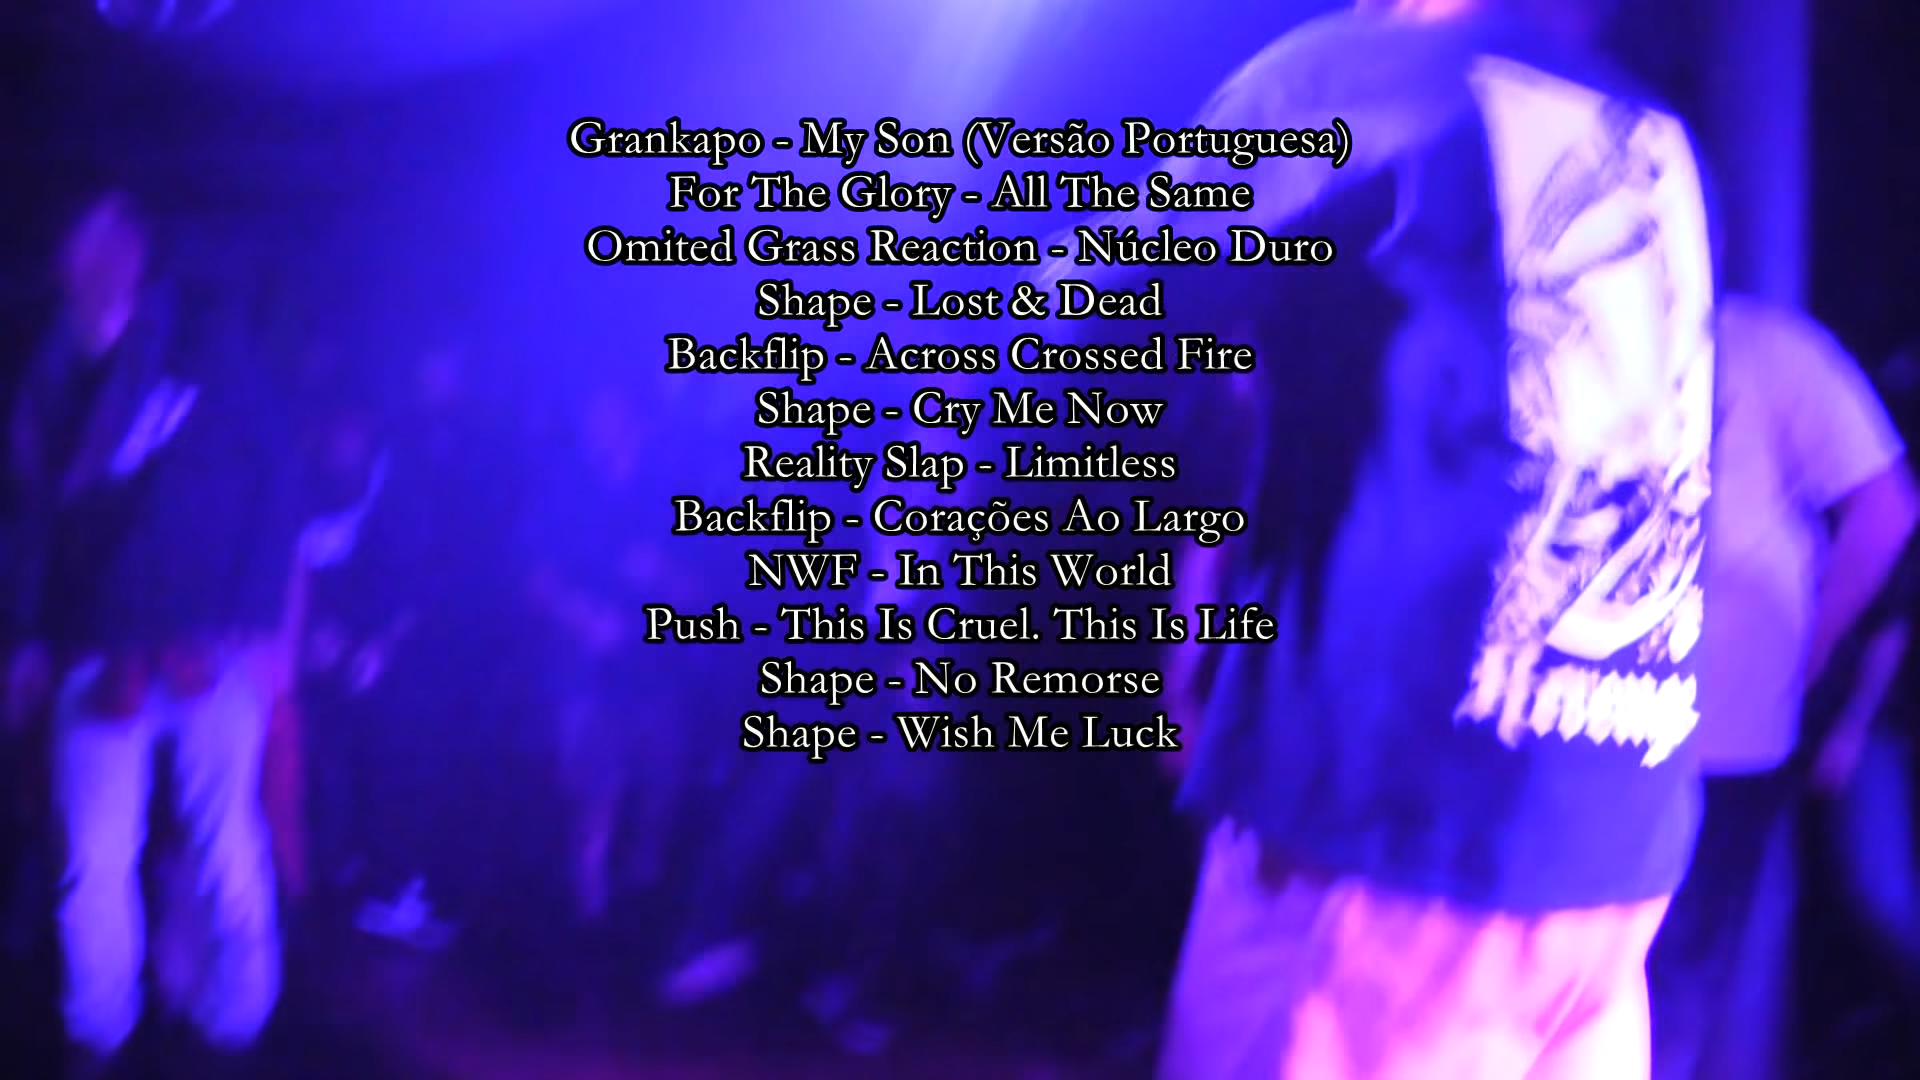 Grankapo - My Son (Versão Portuguesa)
For The Glory - All The Same
Omited Grass Reaction - Núcleo Duro
Shape - Lost & Dead
Backflip - Across Crossed Fire
Shape - Cry Me Now
Reality Slap - Limitless
Backflip - Corações Ao Largo
NWF - In This World
Push - This Is Cruel. This Is Life
Shape - No Remorse
Shape - Wish Me Luck